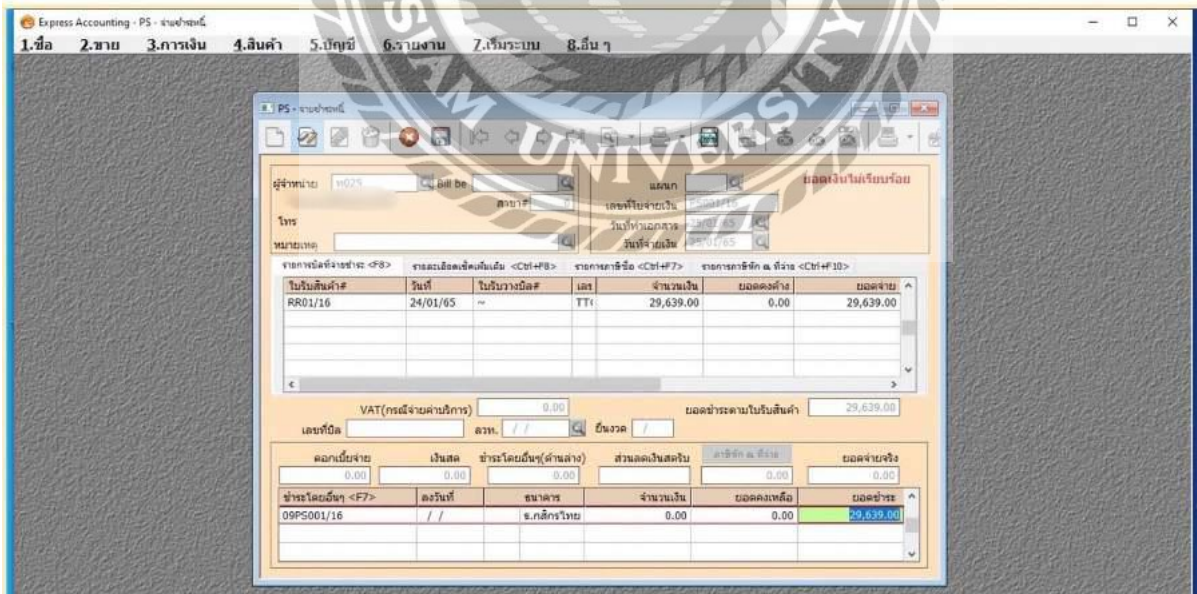 Express Accounting - PS - จ่ายชำระหนี้
1.ซื้อ 2.ขาย 3.การเงิน 4.สินค้า 5.บัญชี 6.รายงาน 7.เริ่มระบบ 8.อื่น ๆ
SIAM UNIVERSITY
PS - จ่ายชำระหนี้
ผู้จำหน่าย ท025 Bill be แผนก ยอดเงินไม่เรียบร้อย
สาขา# 0 เลขที่ใบจ่ายเงิน PS001/16
โทร วันที่ทำเอกสาร 25/01/65
หมายเหตุ วันที่จ่ายเงิน 25/01/65
รายการบิลที่จ่ายชำระ <F8> รายละเอียดเช็คเพิ่มเติม <Ctrl+F8> รายการภาษีซื้อ <Ctrl+F7> รายการภาษีหัก ณ ที่จ่าย <Ctrl+F10>
ใบรับสินค้า# วันที่ ใบรับวางบิล# เลข จำนวนเงิน ยอดคงค้าง ยอดจ่าย
RR01/16 24/01/65 ~ TT( 29,639.00 0.00 29,639.00
VAT(กรณีจ่ายค่าบริการ) 0.00 ยอดชำระตามใบรับสินค้า 29,639.00
เลขที่บิล ลวท. / / ยื่นงวด /
ดอกเบี้ยจ่าย เงินสด ชำระโดยอื่นๆ(ด้านล่าง) ส่วนลดเงินสดรับ ภาษีหัก ณ ที่จ่าย ยอดจ่ายจริง
0.00 0.00 0.00 0.00 0.00
ชำระโดยอื่นๆ <F7> ลงวันที่ ธนาคาร จำนวนเงิน ยอดคงเหลือ ยอดชำระ
09PS001/16 / / ธ.กสิกรไทย 0.00 0.00 29,639.00